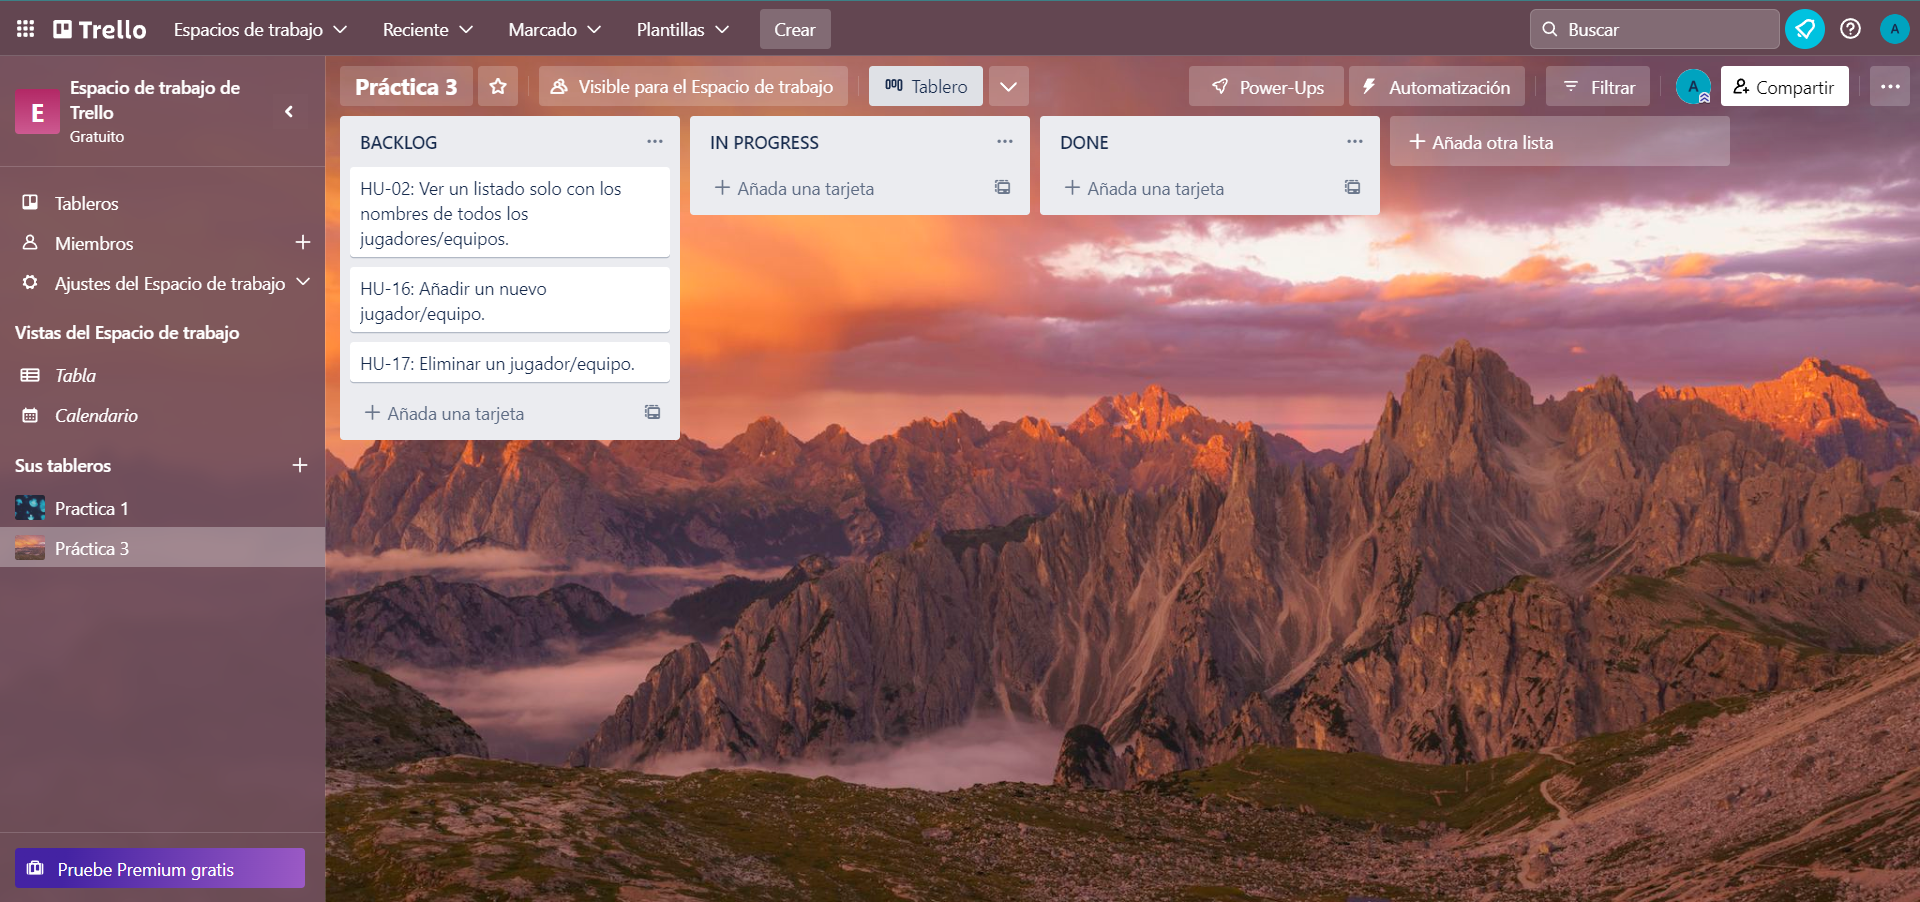 Trello
Espacios de trabajo
Reciente
Marcado
Plantillas
Crear
Buscar
A
E
Espacio de trabajo de
Trello
Gratuito
Práctica 3
Visible para el Espacio de trabajo
Tablero
Power-Ups
Automatización
Filtrar
A
Compartir
Tableros
Miembros
Ajustes del Espacio de trabajo
Vistas del Espacio de trabajo
Tabla
Calendario
Sus tableros
Practica 1
Práctica 3
Pruebe Premium gratis
BACKLOG
HU-02: Ver un listado solo con los
nombres de todos los
jugadores/equipos.
HU-16: Añadir un nuevo
jugador/equipo.
HU-17: Eliminar un jugador/equipo.
Añada una tarjeta
IN PROGRESS
Añada una tarjeta
DONE
Añada una tarjeta
Añada otra lista